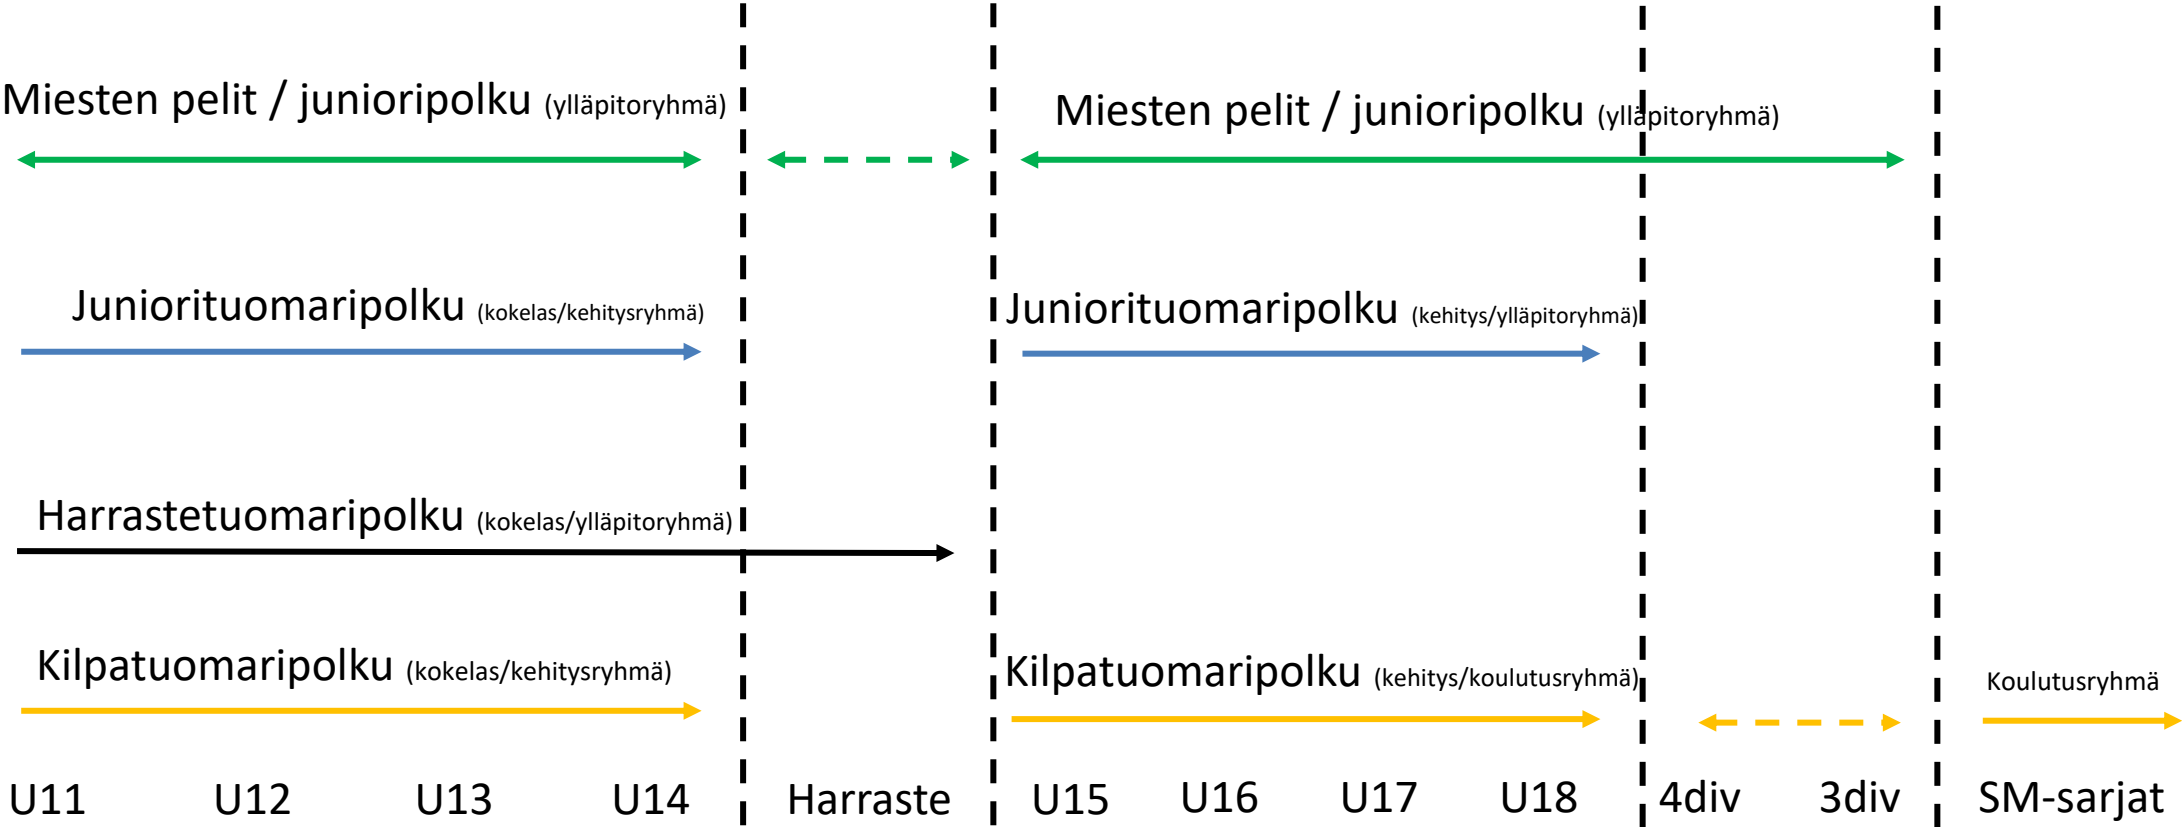 Miesten pelit / junioripolku (ylläpitoryhmä)
Miesten pelit / junioripolku (ylläpitoryhmä)
Juniorituomaripolku (kokelas/kehitysryhmä)
Juniorituomaripolku (kehitys/ylläpitoryhmä)
Harrastetuomaripolku (kokelas/ylläpitoryhmä)
Kilpatuomaripolku (kokelas/kehitysryhmä)
Kilpatuomaripolku (kehitys/koulutusryhmä)
Koulutusryhmä
U11 U12 U13 U14 Harraste U15 U16 U17 U18 4div 3div SM-sarjat